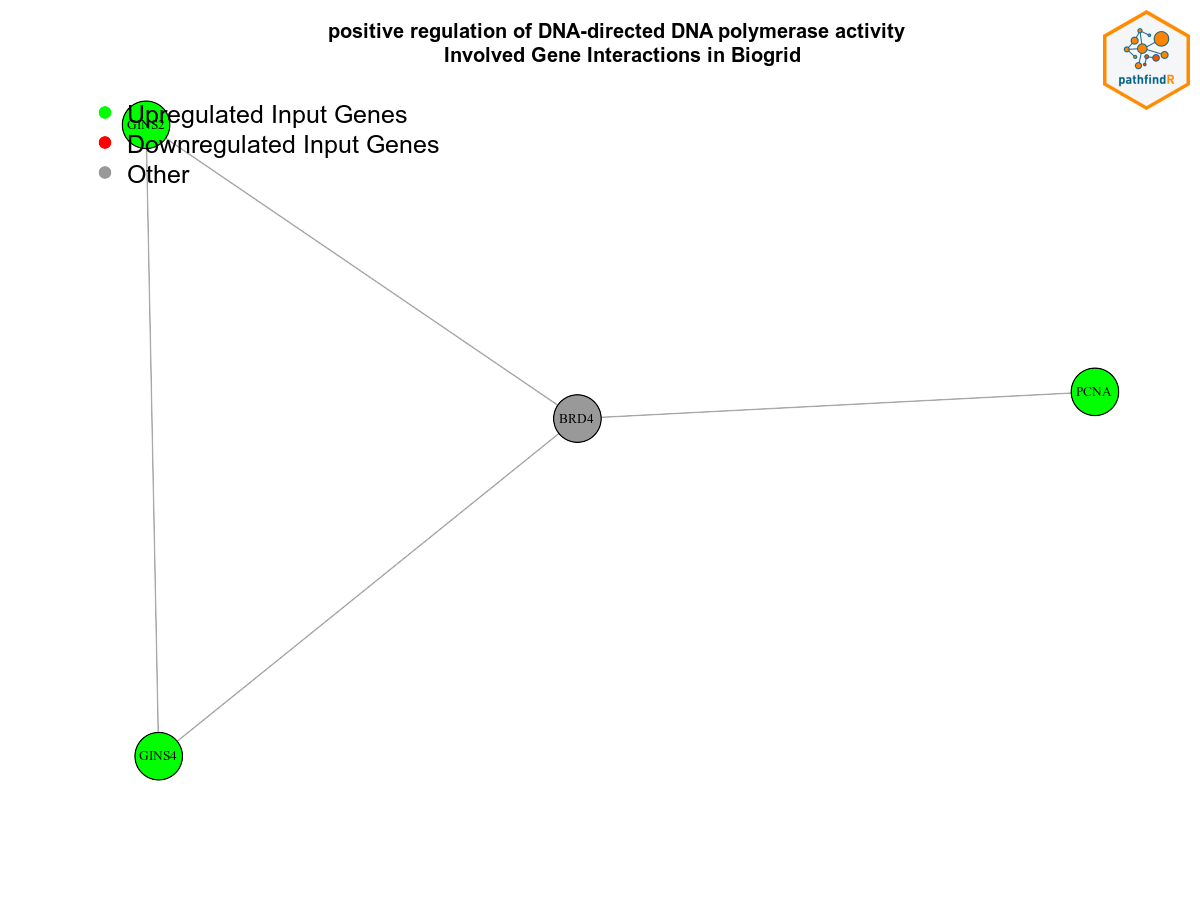 positive regulation of DNA-directed DNA polymerase activity
Involved Gene Interactions in Biogrid
pathfindR
Upregulated Input Genes
GINS2
Downregulated Input Genes
Other
PCNA
BRD4
GINS4